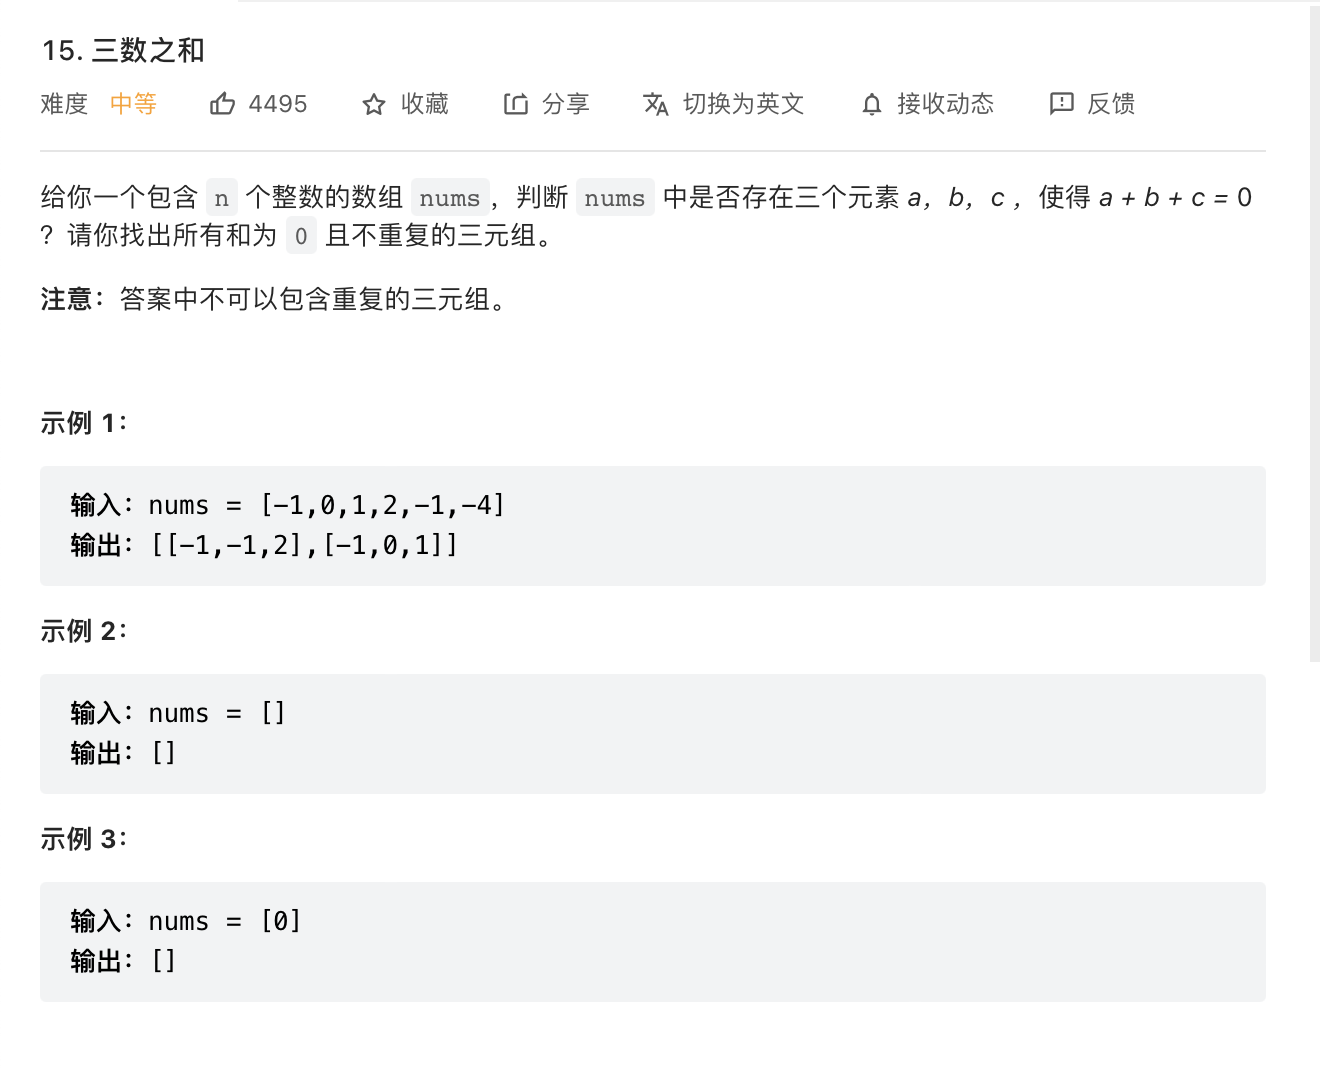 15. 三数之和
难度 中等 4495 收藏 分享 切换为英文 接收动态 反馈
给你一个包含 n 个整数的数组 nums，判断 nums 中是否存在三个元素 a，b，c ，使得 a + b + c = 0
？请你找出所有和为 0 且不重复的三元组。
注意：答案中不可以包含重复的三元组。
示例 1：
输入：nums = [-1,0,1,2,-1,-4]
输出：[[-1,-1,2],[-1,0,1]]
示例 2：
输入：nums = []
输出：[]
示例 3：
输入：nums = [0]
输出：[]